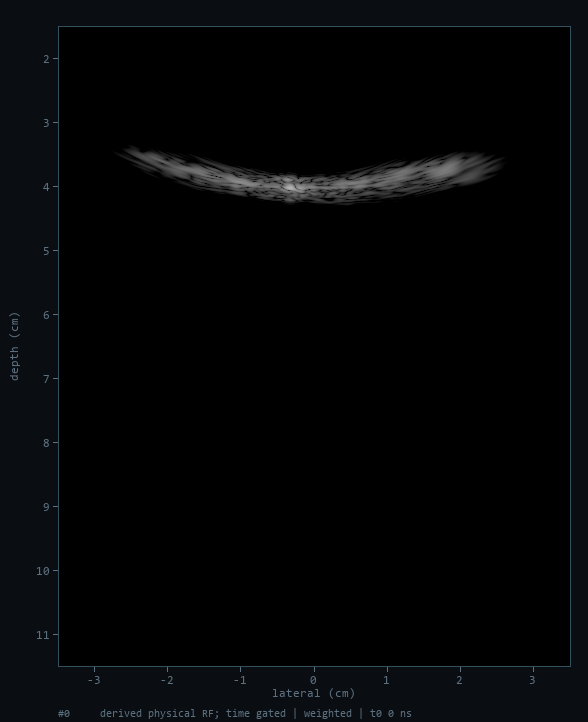 2
3
4
5
6
7
8
9
10
11
depth (cm)
-3 -2 -1 0 1 2 3
lateral (cm)
#0 derived physical RF; time gated | weighted | t0 0 ns